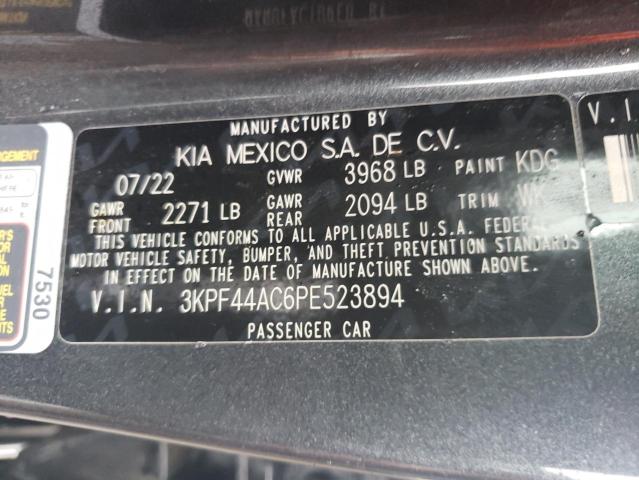 MANUFACTURED BY
KIA MEXICO S.A. DE C.V.
07/22 GVWR 3968 LB PAINT KDG
GAWR FRONT 2271 LB GAWR REAR 2094 LB TRIM WK
THIS VEHICLE CONFORMS TO ALL APPLICABLE U.S.A. FEDERAL
MOTOR VEHICLE SAFETY, BUMPER, AND THEFT PREVENTION STANDARDS
IN EFFECT ON THE DATE OF MANUFACTURE SHOWN ABOVE.
V.I.N. 3KPF44AC6PE523894
PASSENGER CAR
7530
V.I